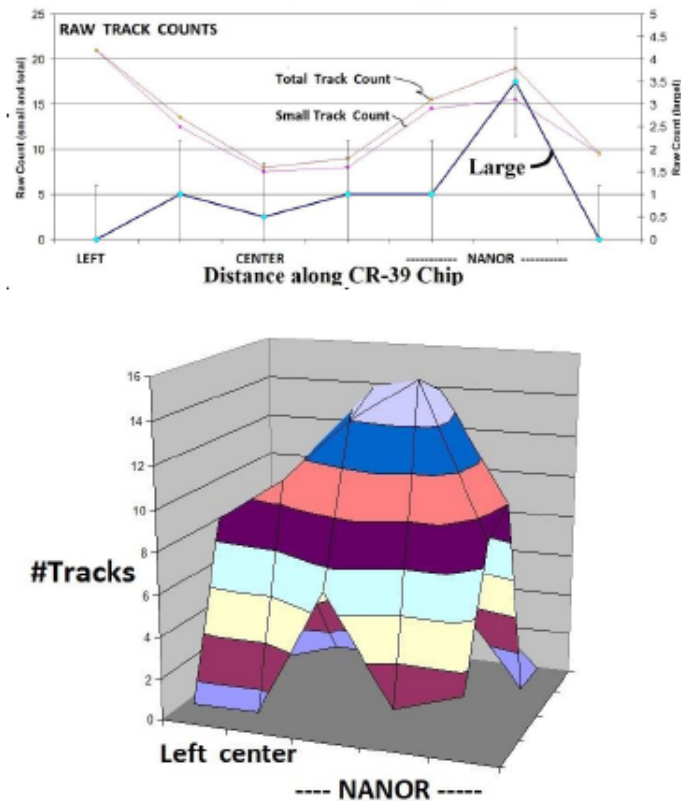 RAW TRACK COUNTS
25
20
15
10
5
0
Raw Count (small and total)
5
4.5
4
3.5
3
2.5
2
1.5
1
0.5
0
Raw Count (large)
Total Track Count
Small Track Count
Large
LEFT CENTER ----------- NANOR ----------
Distance along CR-39 Chip
16
14
12
10
8
6
4
2
0
#Tracks
Left center
---- NANOR -----